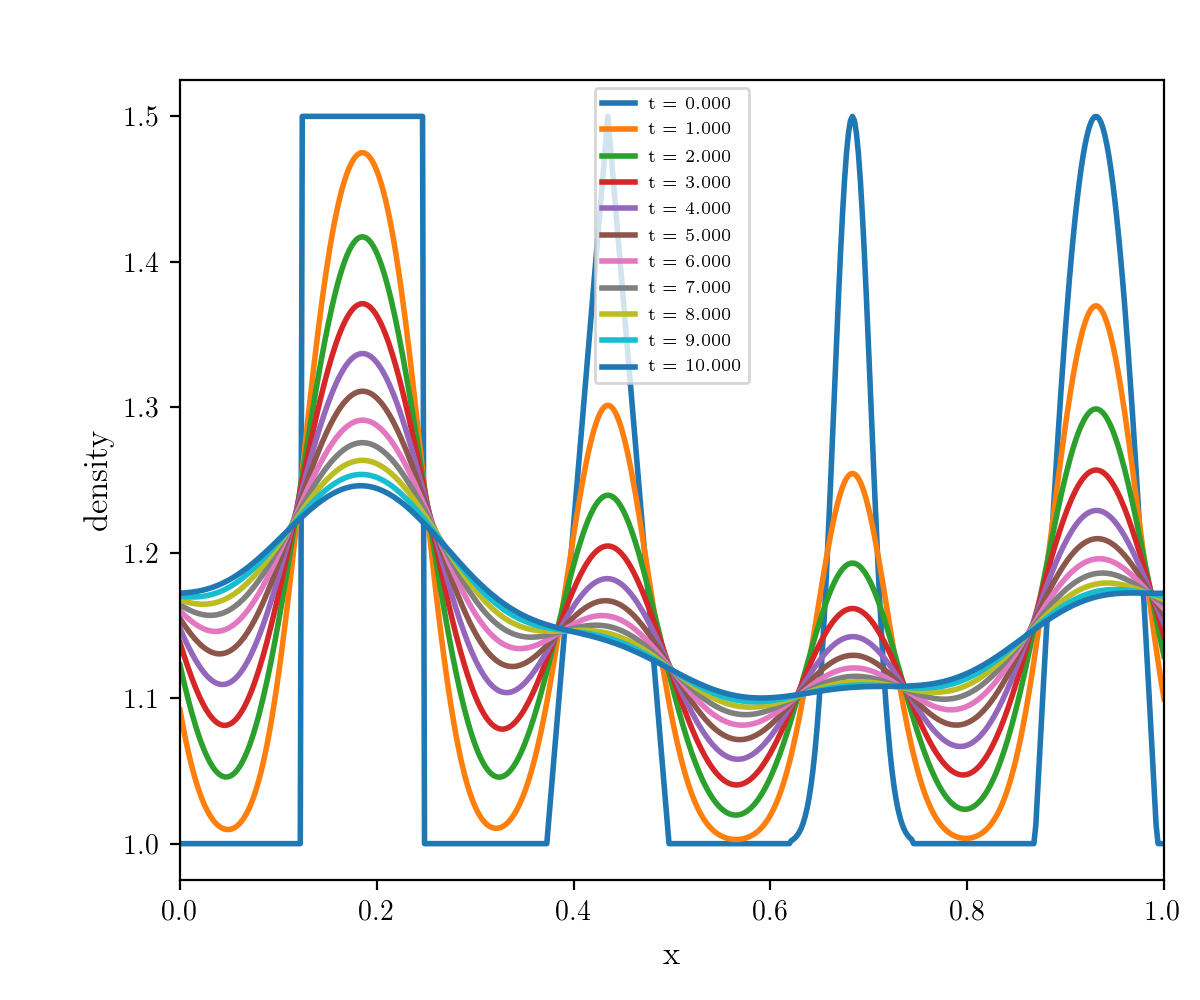 t = 0.000
t = 1.000
t = 2.000
t = 3.000
t = 4.000
t = 5.000
t = 6.000
t = 7.000
t = 8.000
t = 9.000
t = 10.000
1.5
1.4
1.3
1.2
1.1
1.0
density
0.0 0.2 0.4 0.6 0.8 1.0
x